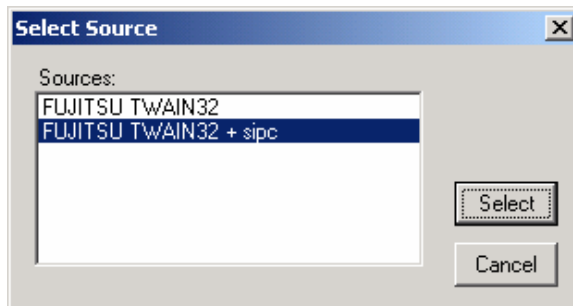 Select Source
Sources:
FUJITSU TWAIN32
FUJITSU TWAIN32 + sipc
Select
Cancel